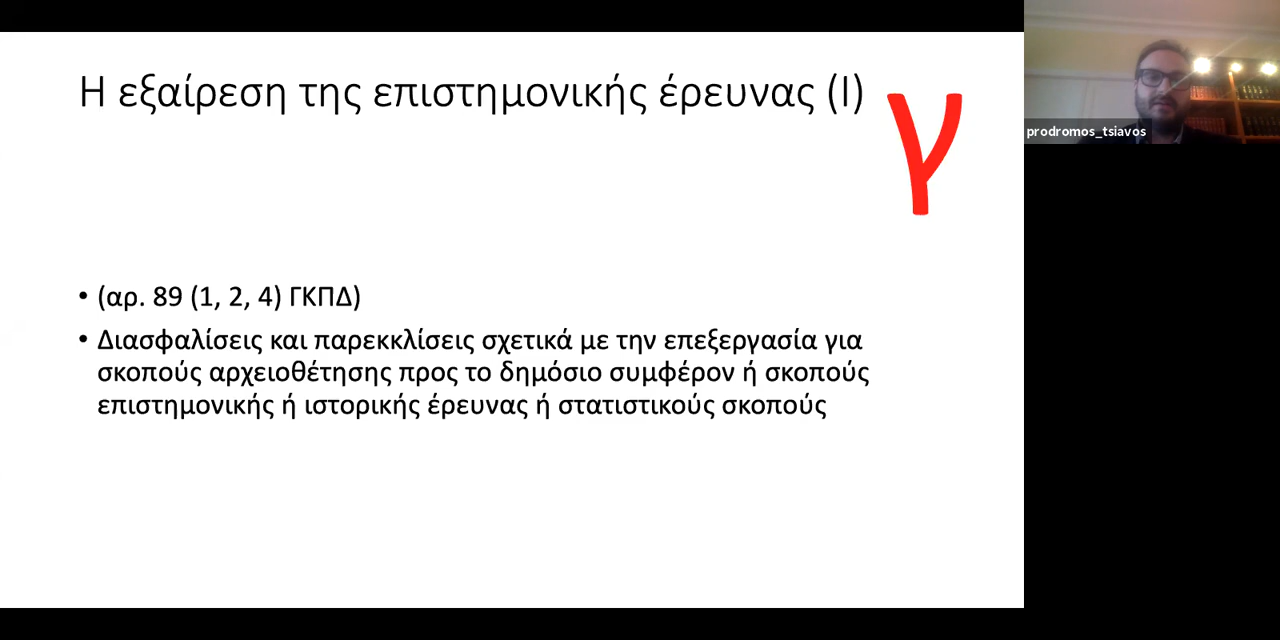 Η εξαίρεση της επιστημονικής έρευνας (Ι)
γ
prodromos_tsiavos
• (αρ. 89 (1, 2, 4) ΓΚΠΔ)
• Διασφαλίσεις και παρεκκλίσεις σχετικά με την επεξεργασία για
σκοπούς αρχειοθέτησης προς το δημόσιο συμφέρον ή σκοπούς
επιστημονικής ή ιστορικής έρευνας ή στατιστικούς σκοπούς